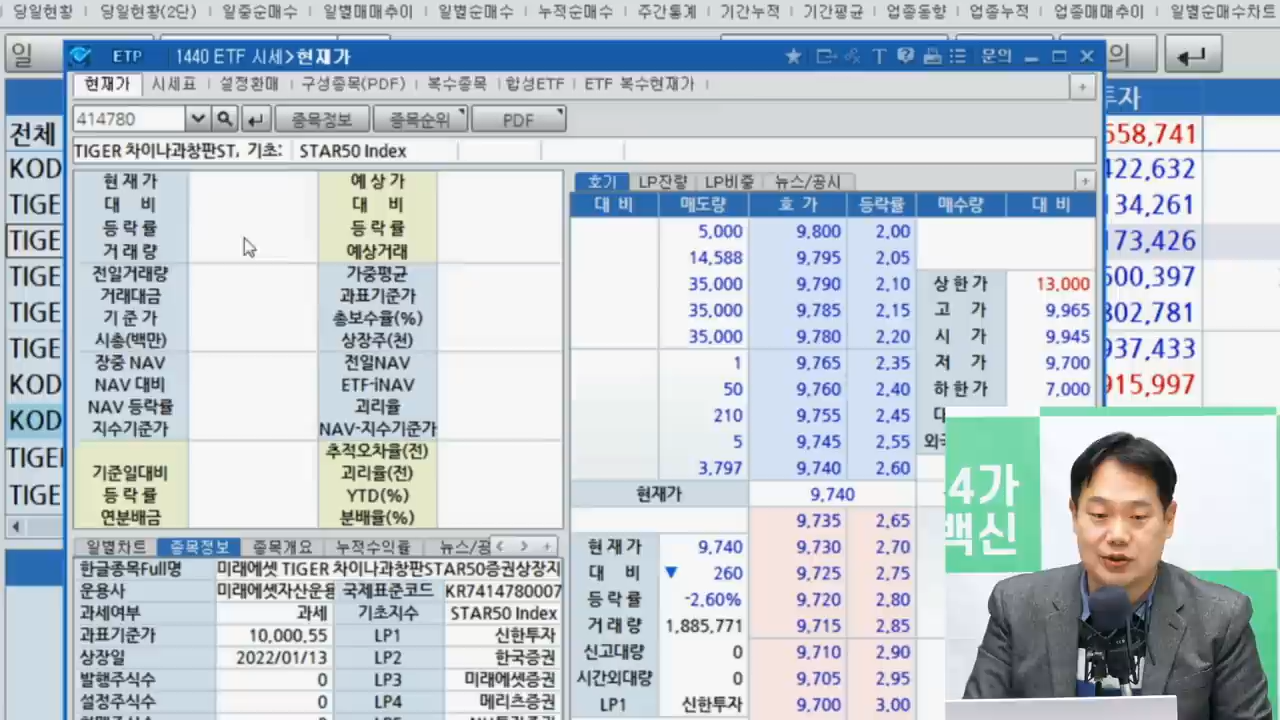 당일현황 당일현황(2단) 일중순매수 일별매매추이 일별순매수 누적순매수 주간통계 기간누적 기간평균 업종동향 업종누적 업종매매추이 일별순매수차트
일
의
ETP 1440 ETF 시세>현재가
T 문의
현재가 시세표 설정환매 구성종목(PDF) 복수종목 합성ETF ETF 복수현재가
414780 종목정보 종목순위 PDF
TIGER 차이나과창판ST, 기초: STAR50 Index
전체
KOD
TIGE
TIGE
TIGE
TIGE
TIGE
KOD
KOD
TIGE
TIGE
투자
558,741
422,632
134,261
173,426
500,397
302,781
937,433
915,997
현재가 예상가
대 비 대 비
등락률 등락률
거래량 예상거래
전일거래량 가중평균
거래대금 과표기준가
기준가 총보수율(%)
시총(백만) 상장주(천)
장중 NAV 전일NAV
NAV 대비 ETF-iNAV
NAV 등락률 괴리율
지수기준가 NAV-지수기준가
추적오차율(전)
기준일대비 괴리율(전)
등락률 YTD(%)
연분배금 분배율(%)
호가 LP잔량 LP비중 뉴스/공시
대 비 매도량 호 가 등락률 매수량 대 비
5,000 9,800 2,00
14,588 9,795 2,05
35,000 9,790 2,10
35,000 9,785 2,15
35,000 9,780 2,20
1 9,765 2,35
50 9,760 2,40
210 9,755 2,45
5 9,745 2,55
3,797 9,740 2,60
상한가 13,000
고 가 9,965
시 가 9,945
저 가 9,700
하한가 7,000
현재가 9,740
9,735 2,65
9,730 2,70
9,725 2,75
9,720 2,80
9,715 2,85
9,710 2,90
9,705 2,95
9,700 3,00
현재가 9,740
대 비 ▼ 260
등락률 -2,60%
거래량 1,885,771
신고대량 0
시간외대량 0
LP1 신한투자
일별차트 종목정보 종목개요 누적수익률 뉴스/공
한글종목Full명 미래에셋 TIGER 차이나과창판STAR50증권상장지
운용사 미래에셋자산운용 국제표준코드 KR7414780007
과세여부 과세 기초지수 STAR50 Index
과표기준가 10,000,55 LP1 신한투자
상장일 2022/01/13 LP2 한국증권
발행주식수 0 LP3 미래에셋증권
설정주식수 0 LP4 메리츠증권
4가
백신